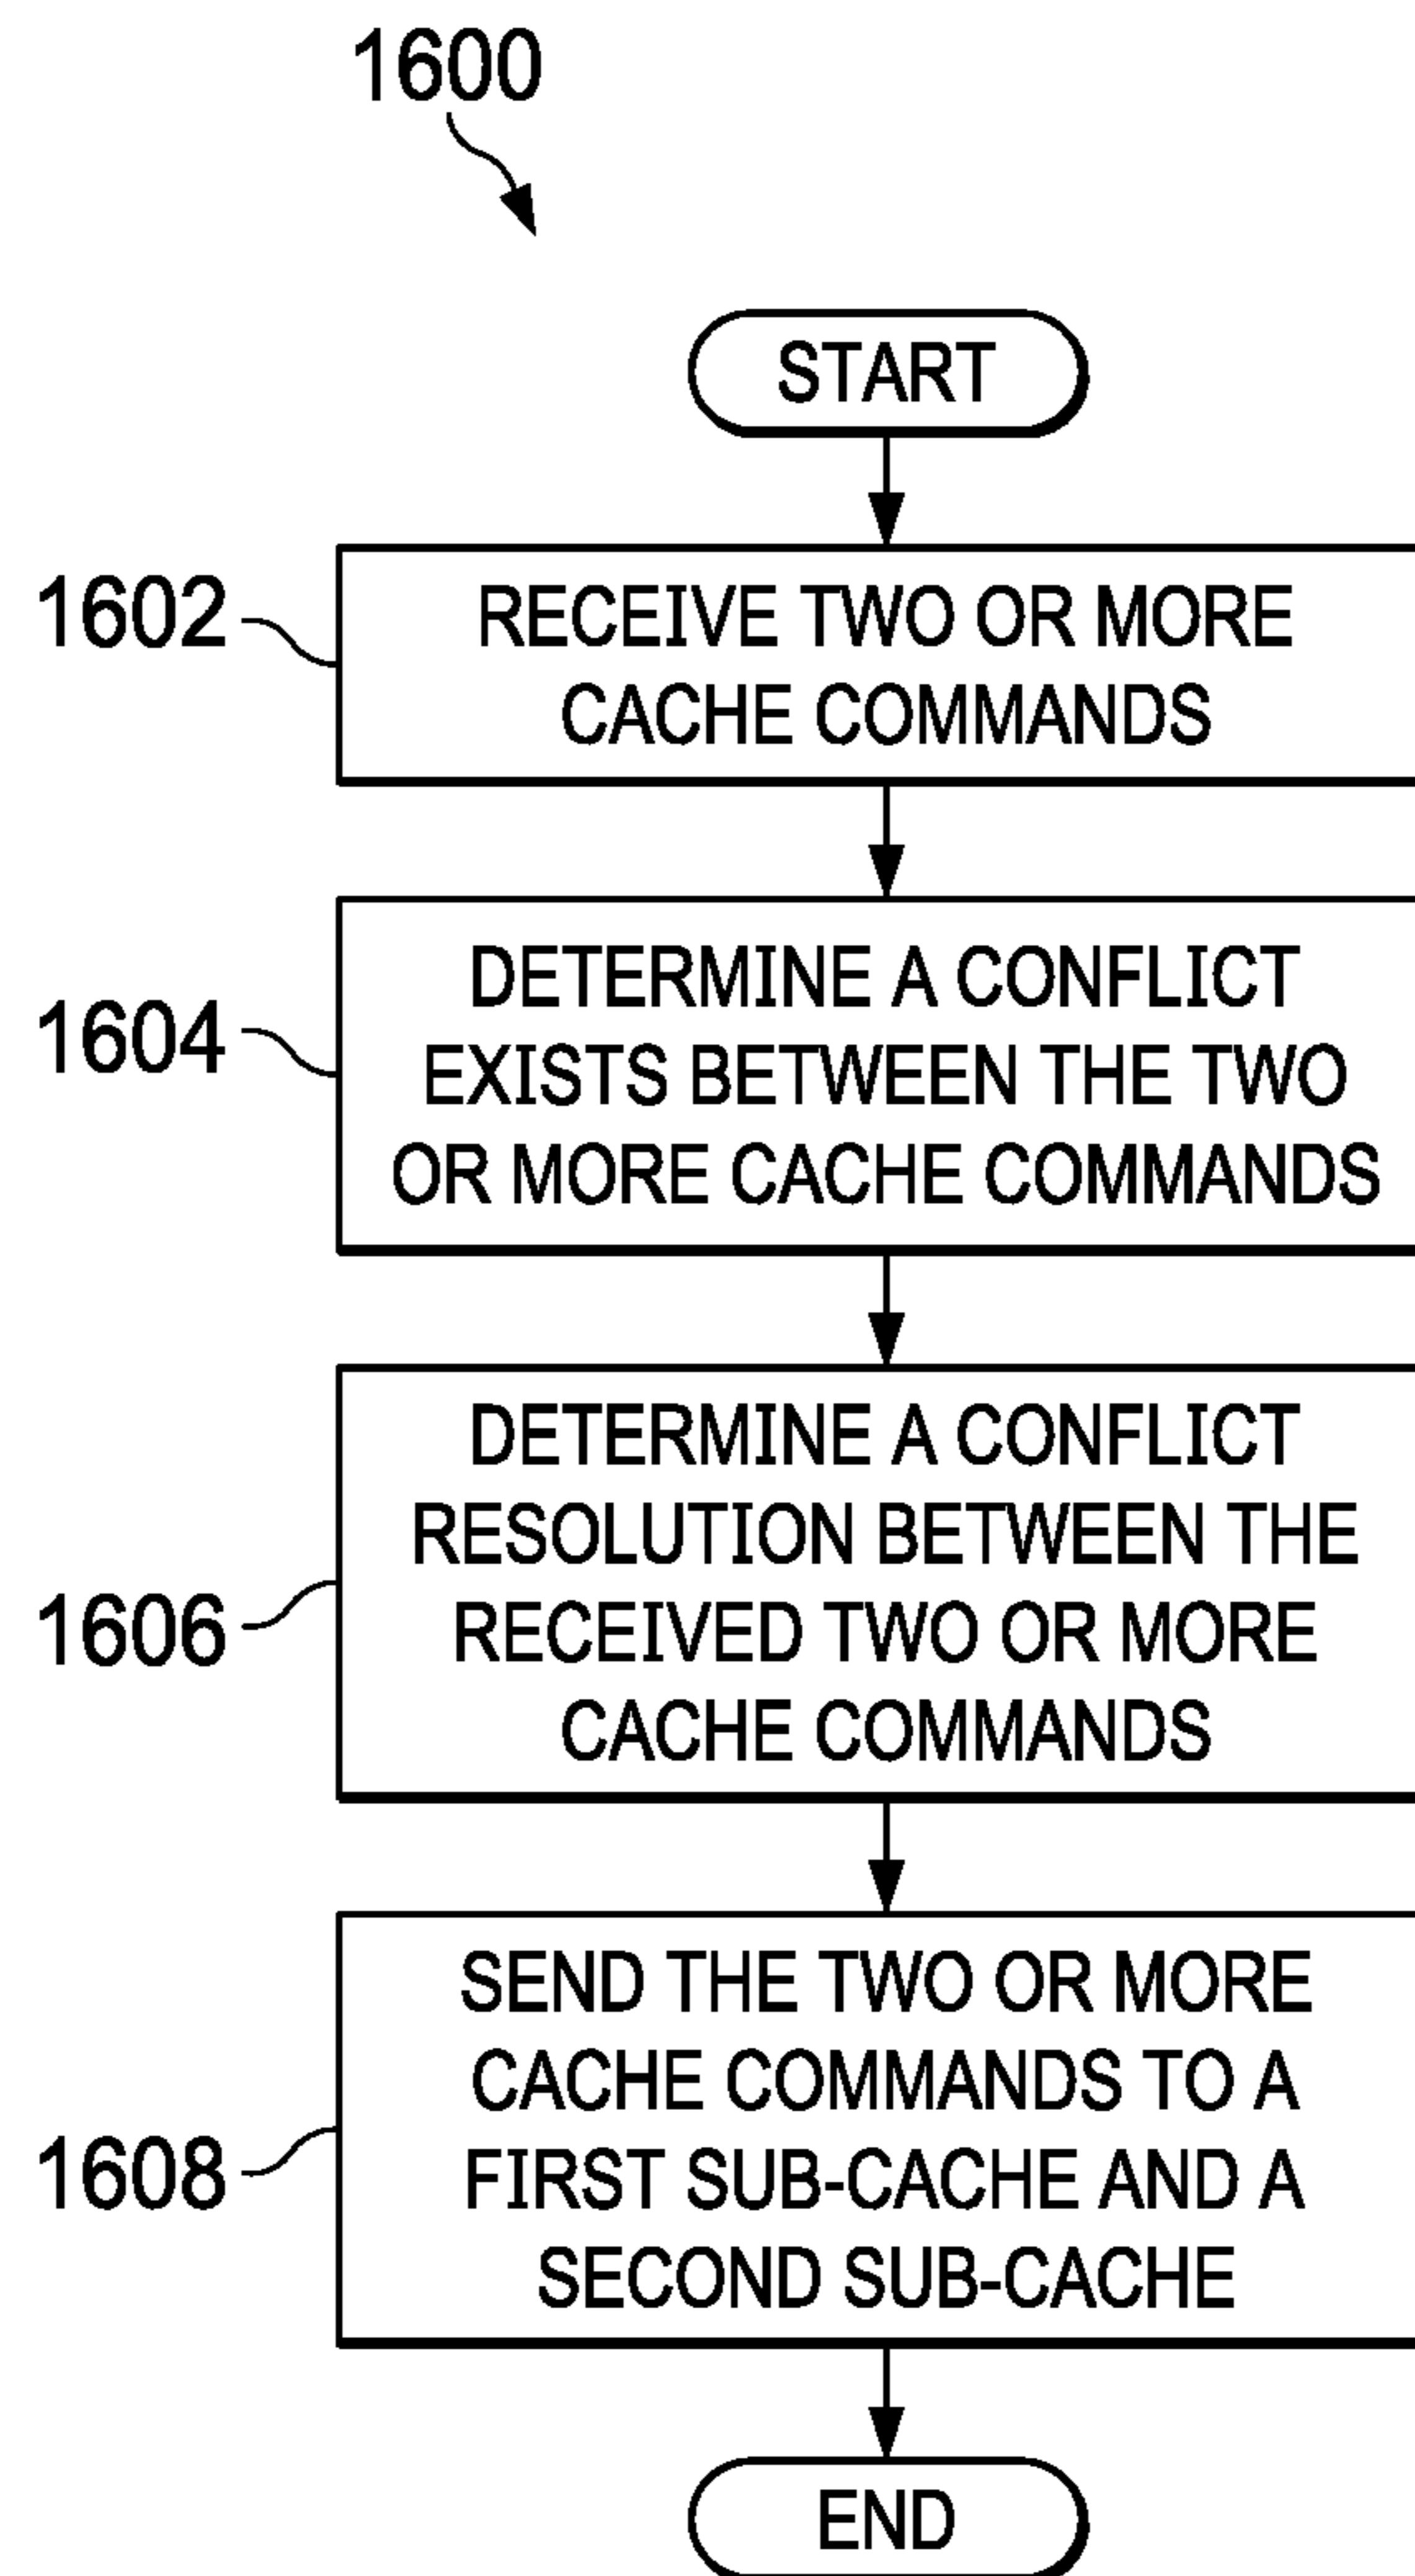 1600
START
1602
RECEIVE TWO OR MORE
CACHE COMMANDS
1604
DETERMINE A CONFLICT
EXISTS BETWEEN THE TWO
OR MORE CACHE COMMANDS
1606
DETERMINE A CONFLICT
RESOLUTION BETWEEN THE
RECEIVED TWO OR MORE
CACHE COMMANDS
1608
SEND THE TWO OR MORE
CACHE COMMANDS TO A
FIRST SUB-CACHE AND A
SECOND SUB-CACHE
END